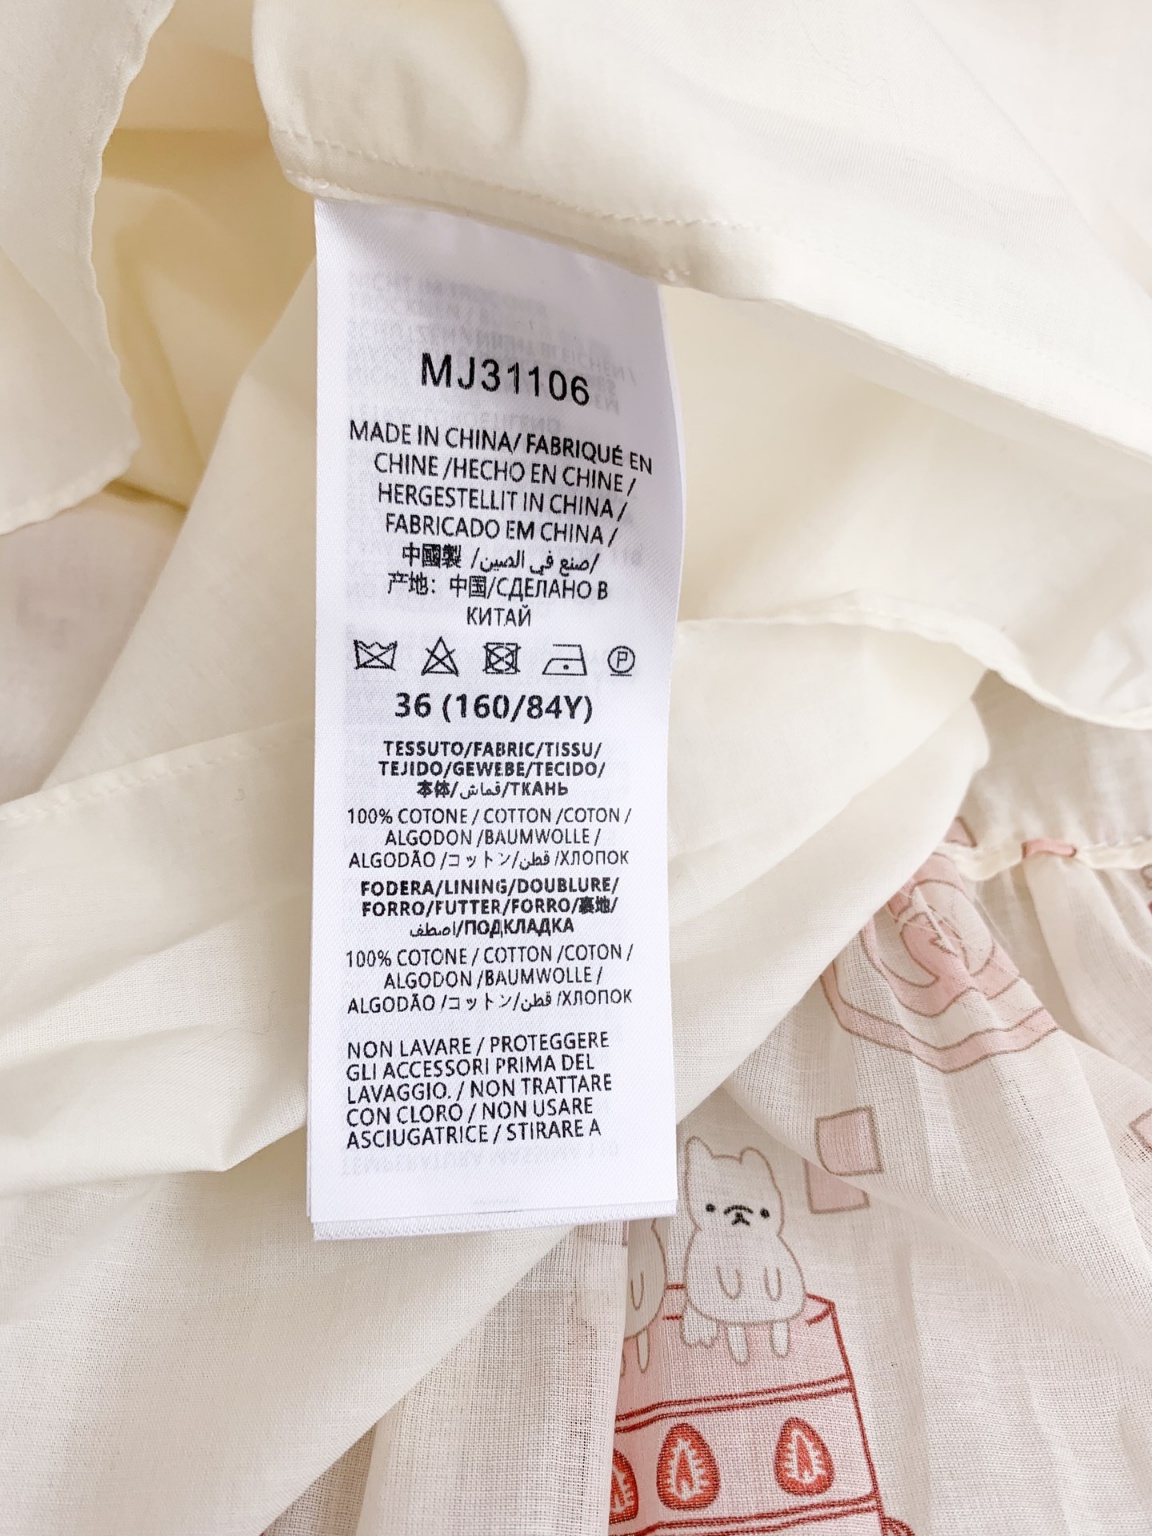 MJ31106
MADE IN CHINA/ FABRIQUÉ EN
CHINE /HECHO EN CHINE /
HERGESTELLIT IN CHINA /
FABRICADO EM CHINA /
中國製 /صنع في الصين/
产地：中国/СДЕЛАНО В
КИТАЙ
P
36 (160/84Y)
TESSUTO/FABRIC/TISSU/
TEJIDO/GEWEBE/TECIDO/
本体/قماش/ТКАНЬ
100% COTONE / COTTON /COTON /
ALGODON /BAUMWOLLE /
ALGODÃO /コットン/قطن /ХЛОПОК
FODERA/LINING/DOUBLURE/
FORRO/FUTTER/FORRO/裏地/
اصطف/ПОДКЛАДКА
100% COTONE / COTTON /COTON /
ALGODON /BAUMWOLLE /
ALGODÃO /コットン/قطن /ХЛОПОК
NON LAVARE / PROTEGGERE
GLI ACCESSORI PRIMA DEL
LAVAGGIO. / NON TRATTARE
CON CLORO / NON USARE
ASCIUGATRICE / STIRARE A